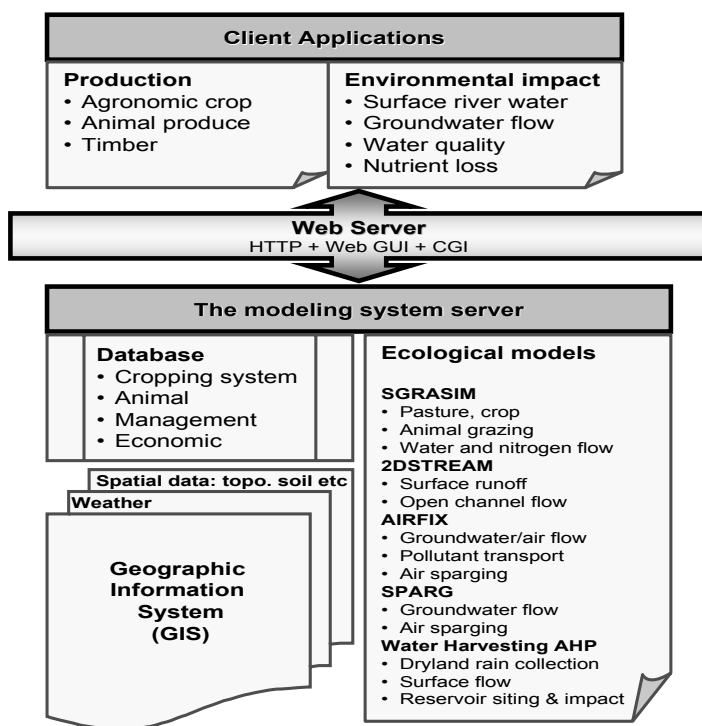 Client Applications
Production
• Agronomic crop
• Animal produce
• Timber
Environmental impact
• Surface river water
• Groundwater flow
• Water quality
• Nutrient loss
Web Server
HTTP + Web GUI + CGI
The modeling system server
Database
• Cropping system
• Animal
• Management
• Economic
Spatial data: topo. soil etc
Weather
Geographic
Information
System
(GIS)
Ecological models
SGRASIM
• Pasture, crop
• Animal grazing
• Water and nitrogen flow
2DSTREAM
• Surface runoff
• Open channel flow
AIRFIX
• Groundwater/air flow
• Pollutant transport
• Air sparging
SPARG
• Groundwater flow
• Air sparging
Water Harvesting AHP
• Dryland rain collection
• Surface flow
• Reservoir siting & impact